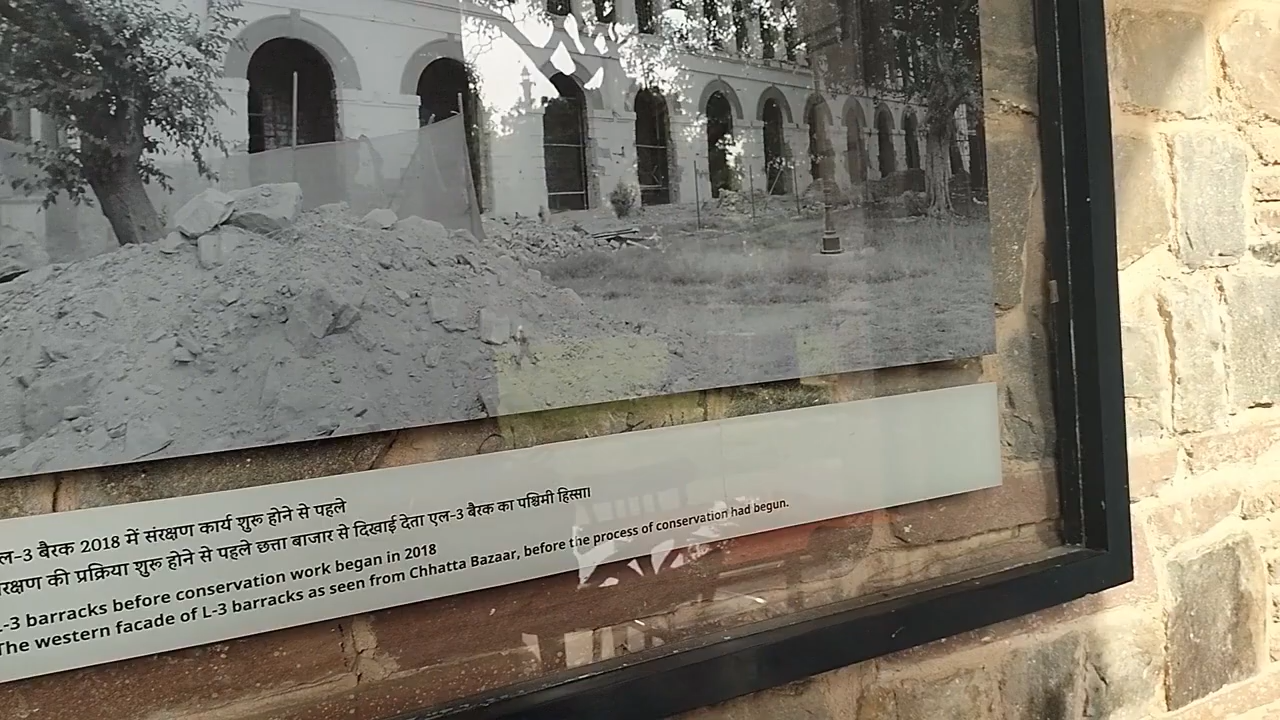 एल-3 बैरक 2018 में संरक्षण कार्य शुरू होने से पहले
संरक्षण की प्रक्रिया शुरू होने से पहले छत्ता बाजार से दिखाई देता एल-3 बैरक का पश्चिमी हिस्सा।
L-3 barracks before conservation work began in 2018
The western facade of L-3 barracks as seen from Chhatta Bazaar, before the process of conservation had begun.